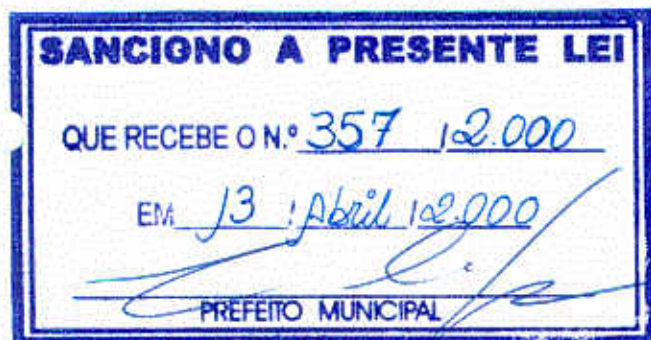 SANCIONO A PRESENTE LEI
QUE RECEBE O N.º 357 / 2.000
EM 13 / Abril / 2.000
PREFEITO MUNICIPAL